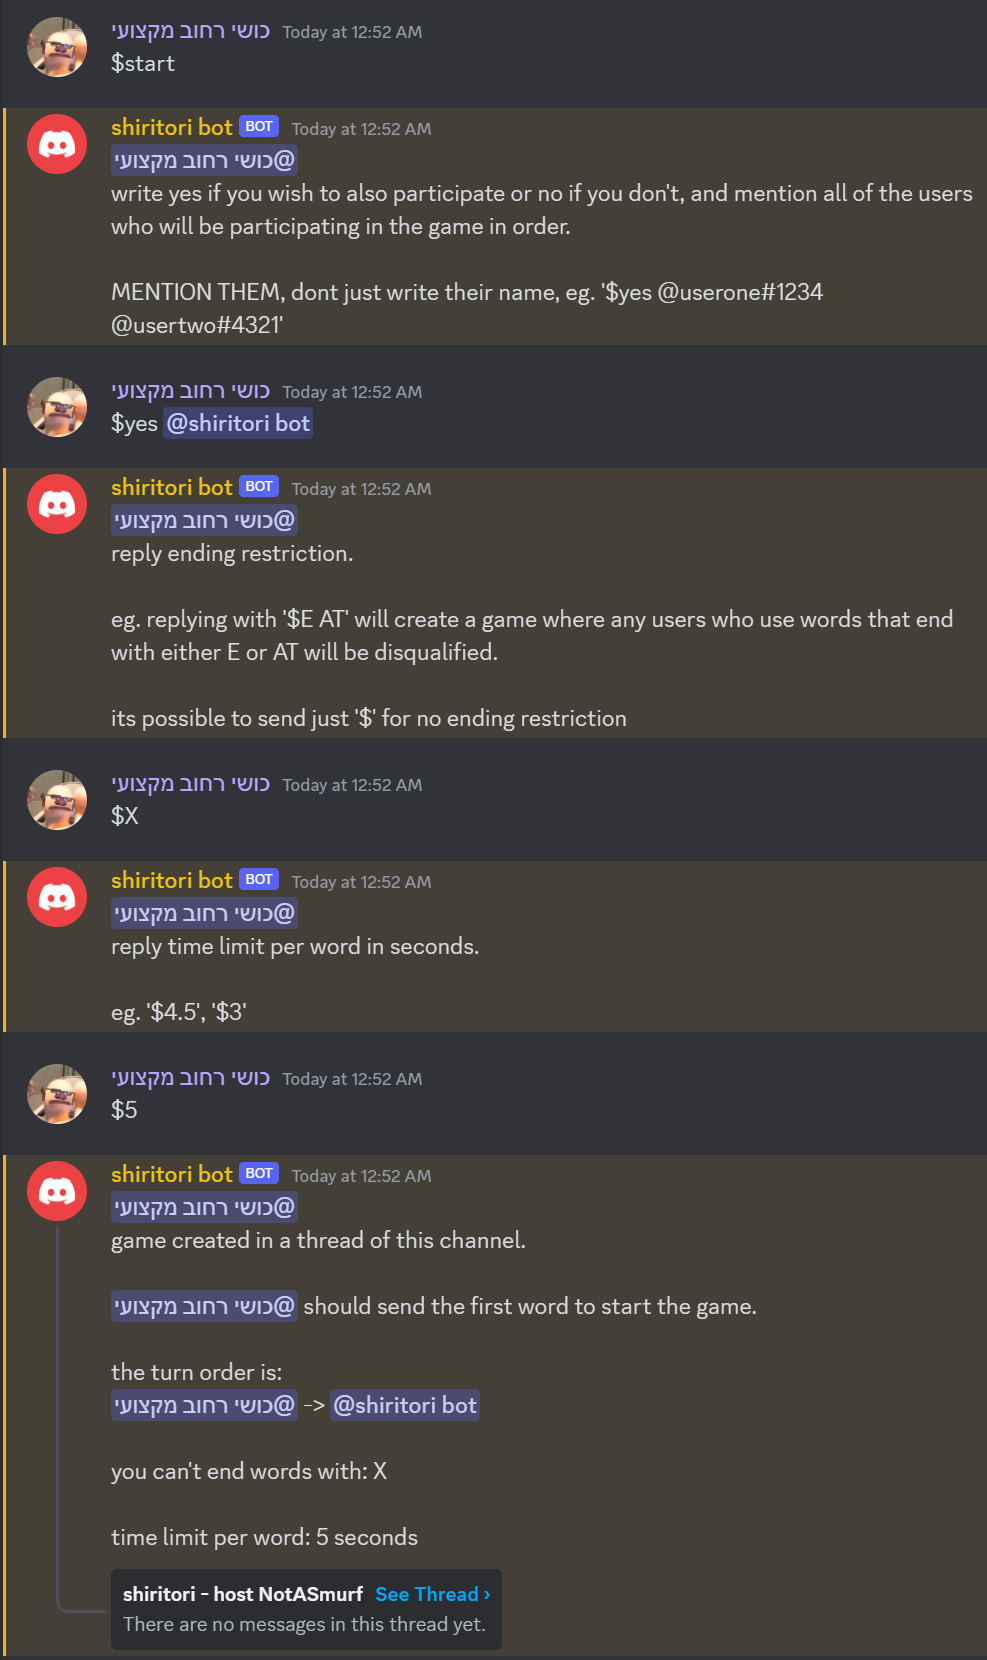 כושי רחוב מקצועי Today at 12:52 AM
$start
shiritori bot BOT Today at 12:52 AM
@כושי רחוב מקצועי
write yes if you wish to also participate or no if you don't, and mention all of the users
who will be participating in the game in order.
MENTION THEM, dont just write their name, eg. '$yes @userone#1234
@usertwo#4321'
כושי רחוב מקצועי Today at 12:52 AM
$yes @shiritori bot
shiritori bot BOT Today at 12:52 AM
@כושי רחוב מקצועי
reply ending restriction.
eg. replying with '$E AT' will create a game where any users who use words that end
with either E or AT will be disqualified.
its possible to send just '$' for no ending restriction
כושי רחוב מקצועי Today at 12:52 AM
$X
shiritori bot BOT Today at 12:52 AM
@כושי רחוב מקצועי
reply time limit per word in seconds.
eg. '$4.5', '$3'
כושי רחוב מקצועי Today at 12:52 AM
$5
shiritori bot BOT Today at 12:52 AM
@כושי רחוב מקצועי
game created in a thread of this channel.
@כושי רחוב מקצועי should send the first word to start the game.
the turn order is:
@כושי רחוב מקצועי -> @shiritori bot
you can't end words with: X
time limit per word: 5 seconds
shiritori - host NotASmurf See Thread ›
There are no messages in this thread yet.